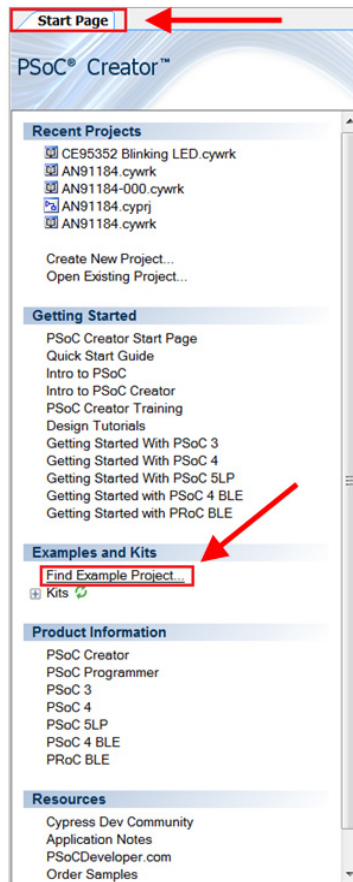 Start Page
PSoC® Creator™
Recent Projects
CE95352 Blinking LED.cywrk
AN91184.cywrk
AN91184-000.cywrk
AN91184.cyprj
AN91184.cywrk
Create New Project...
Open Existing Project...
Getting Started
PSoC Creator Start Page
Quick Start Guide
Intro to PSoC
Intro to PSoC Creator
PSoC Creator Training
Design Tutorials
Getting Started With PSoC 3
Getting Started With PSoC 4
Getting Started With PSoC 5LP
Getting Started with PSoC 4 BLE
Getting Started with PRoC BLE
Examples and Kits
Find Example Project...
Kits
Product Information
PSoC Creator
PSoC Programmer
PSoC 3
PSoC 4
PSoC 5LP
PSoC 4 BLE
PRoC BLE
Resources
Cypress Dev Community
Application Notes
PSoCDeveloper.com
Order Samples